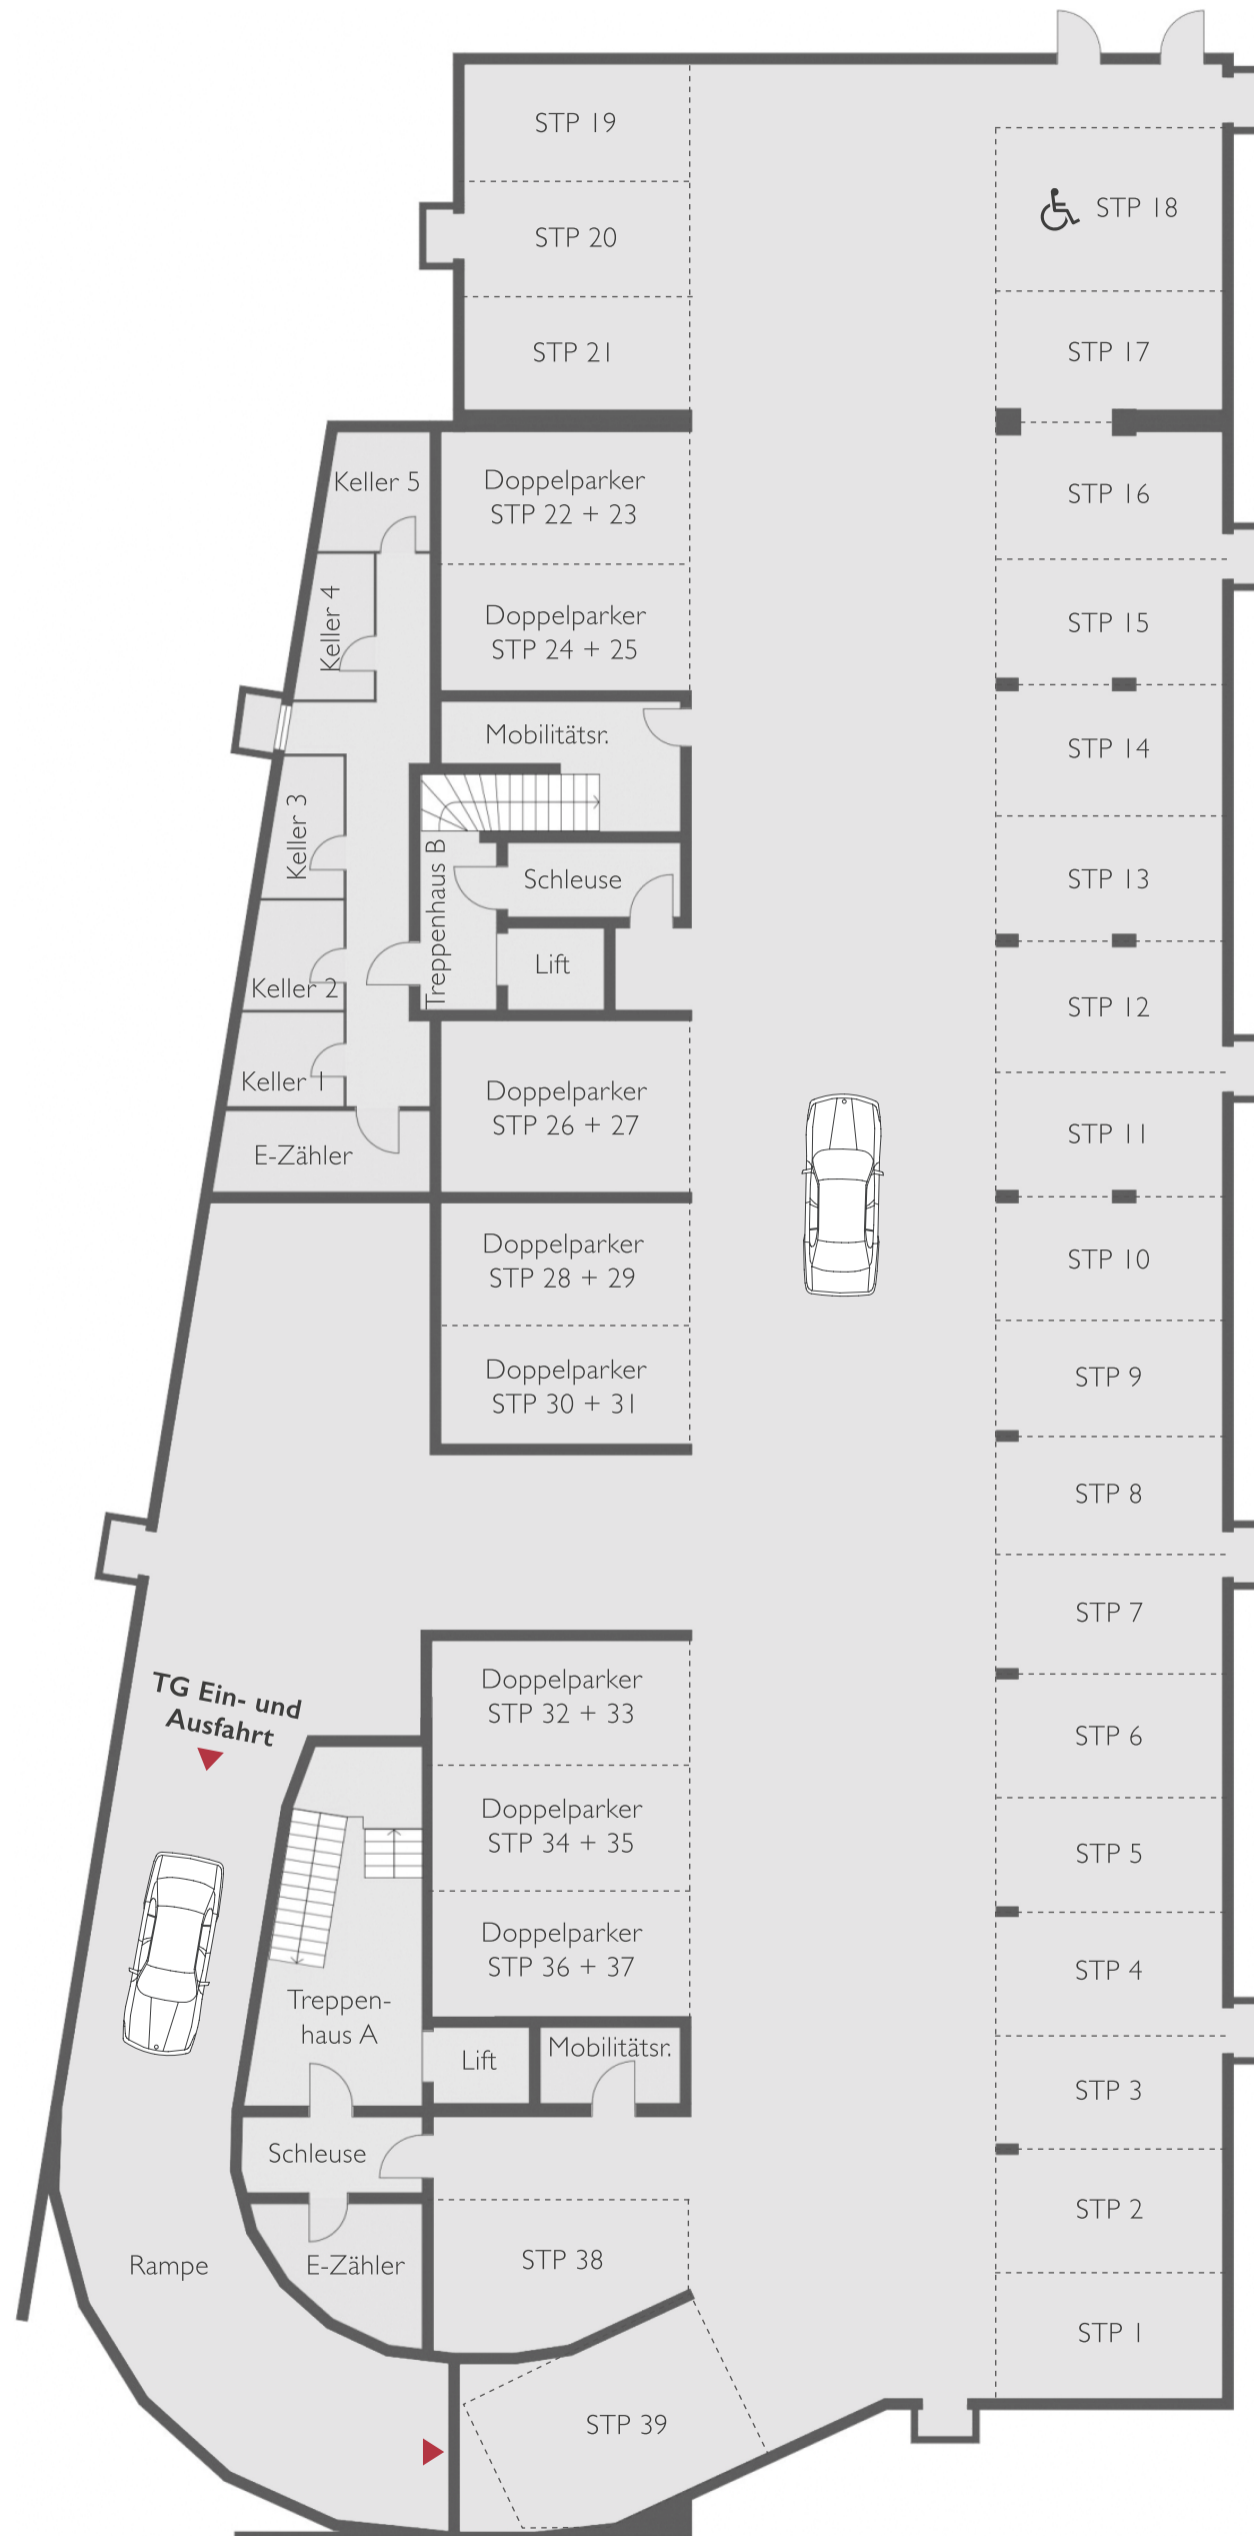 STP 19
STP 18
STP 20
STP 21
STP 17
Keller 5
Doppelparker
STP 22 + 23
STP 16
Keller 4
Doppelparker
STP 24 + 25
STP 15
Mobilitätsr.
STP 14
Keller 3
Treppenhaus B
Schleuse
STP 13
Lift
Keller 2
STP 12
Keller 1
Doppelparker
STP 26 + 27
STP 11
E-Zähler
Doppelparker
STP 28 + 29
STP 10
Doppelparker
STP 30 + 31
STP 9
STP 8
STP 7
TG Ein- und
Ausfahrt
Doppelparker
STP 32 + 33
STP 6
Doppelparker
STP 34 + 35
STP 5
Doppelparker
STP 36 + 37
STP 4
Treppen-
haus A
Lift
Mobilitätsr.
STP 3
Schleuse
STP 2
Rampe
E-Zähler
STP 38
STP 1
STP 39